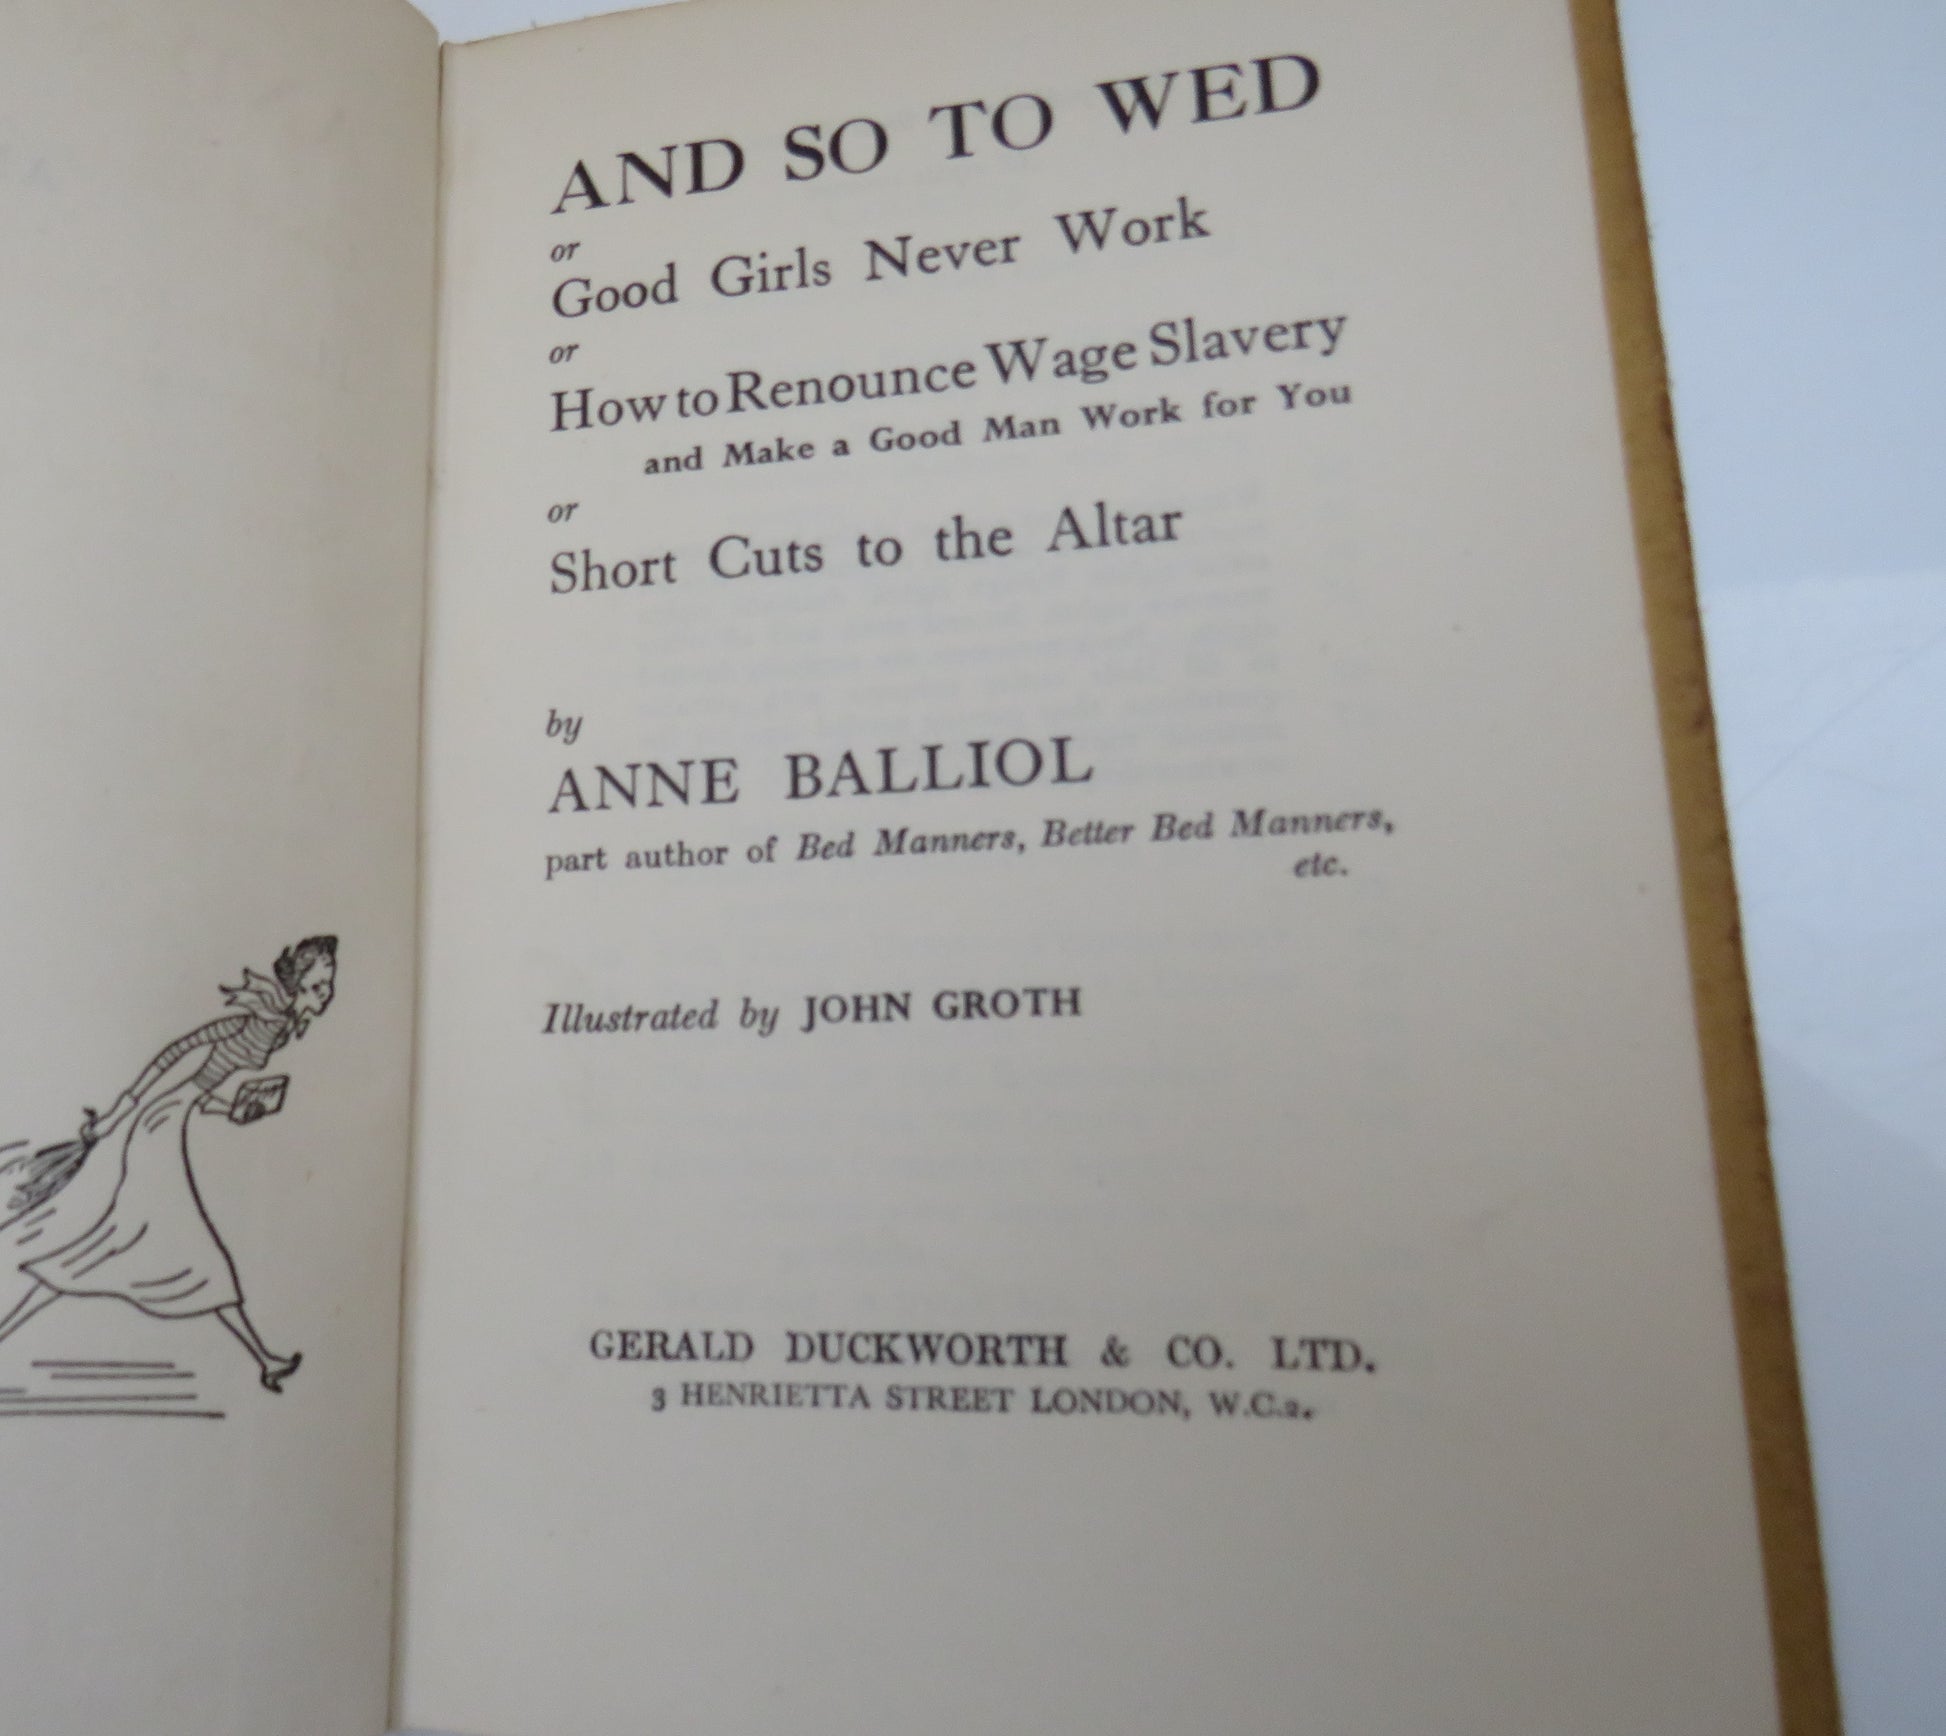 AND SO TO WED
or
Good Girls Never Work
or
How to Renounce Wage Slavery
and Make a Good Man Work for You
or
Short Cuts to the Altar
by
ANNE BALLIOL
part author of Bed Manners, Better Bed Manners,
etc.
Illustrated by JOHN GROTH
GERALD DUCKWORTH & CO. LTD.
3 HENRIETTA STREET LONDON, W.C.2.